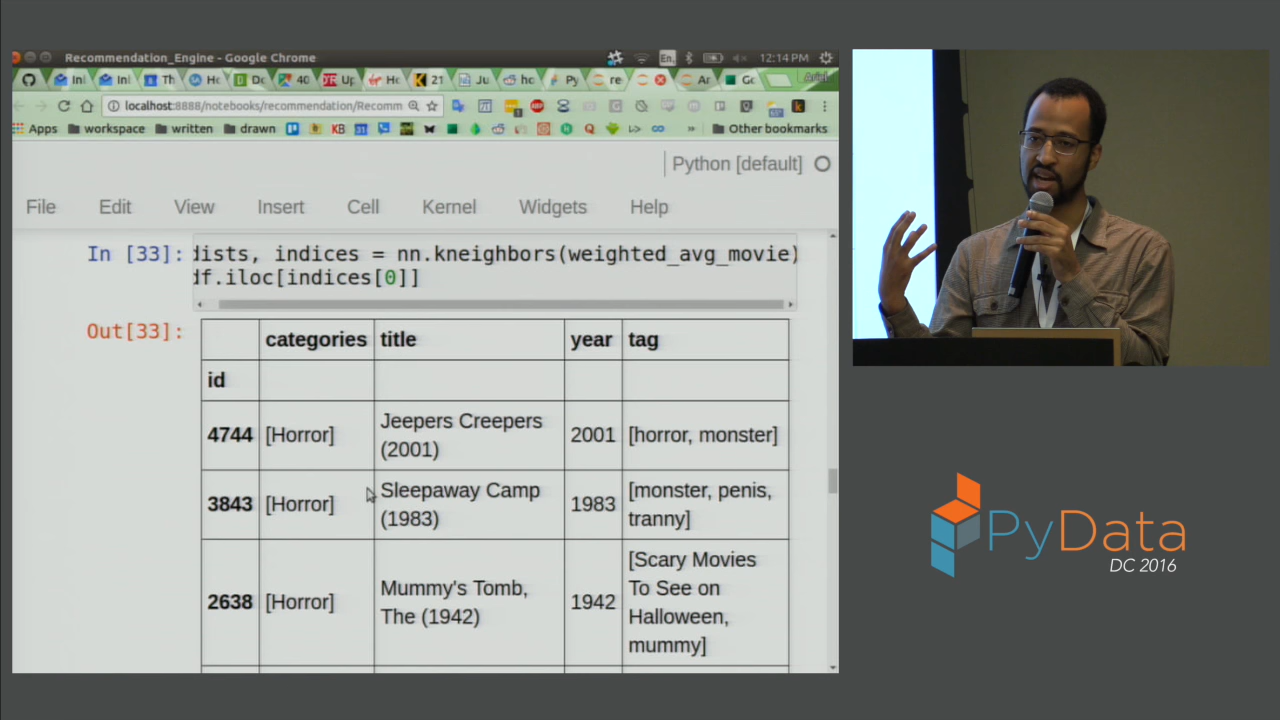 Recommendation_Engine - Google Chrome
En
12:14 PM
40
21
localhost:8888/notebooks/recommendation/Recomm
Apps workspace written drawn KB Other bookmarks
Python [default]
File Edit View Insert Cell Kernel Widgets Help
In [33]: dists, indices = nn.kneighbors(weighted_avg_movie)
df.iloc[indices[0]]
Out[33]:
categories title year tag
id
4744 [Horror] Jeepers Creepers (2001) 2001 [horror, monster]
3843 [Horror] Sleepaway Camp (1983) 1983 [monster, penis, tranny]
2638 [Horror] Mummy's Tomb, The (1942) 1942 [Scary Movies To See on Halloween, mummy]
PyData
DC 2016